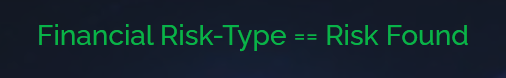 Financial Risk-Type == Risk Found